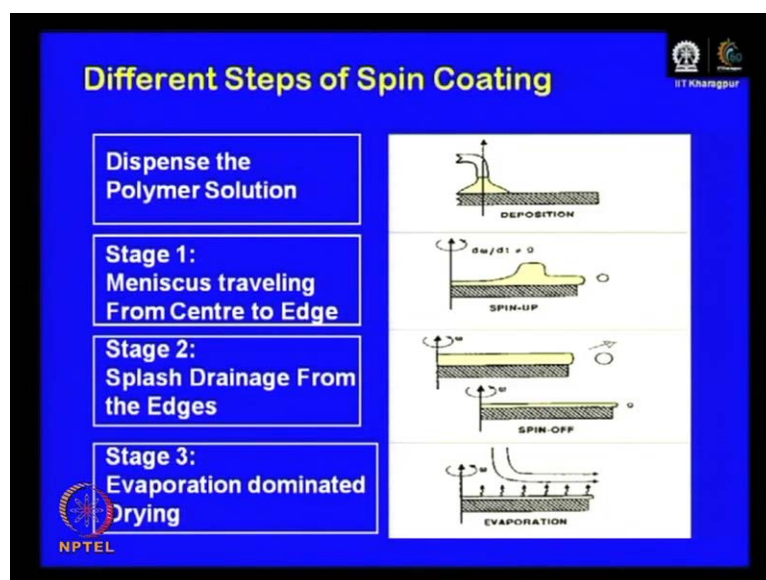 Different Steps of Spin Coating
IIT Kharagpur
Dispense the
Polymer Solution
DEPOSITION
Stage 1:
Meniscus traveling
From Centre to Edge
dω/dt ≠ 0
SPIN-UP
Stage 2:
Splash Drainage From
the Edges
ω
ω
SPIN-OFF
Stage 3:
Evaporation dominated
Drying
ω
EVAPORATION
NPTEL